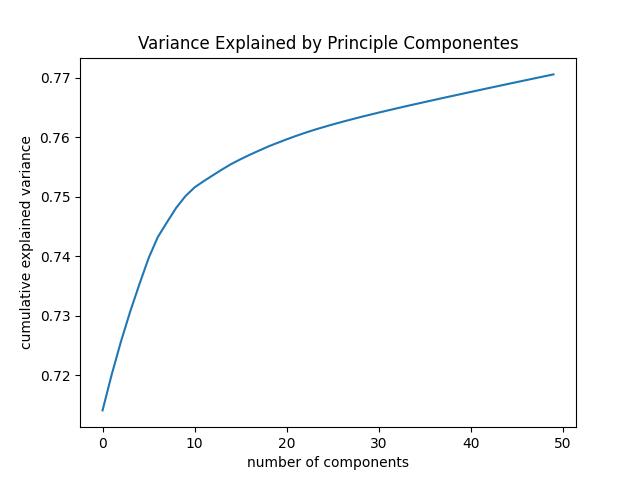 Variance Explained by Principle Componentes
0.77
0.76
0.75
0.74
0.73
0.72
cumulative explained variance
0 10 20 30 40 50
number of components